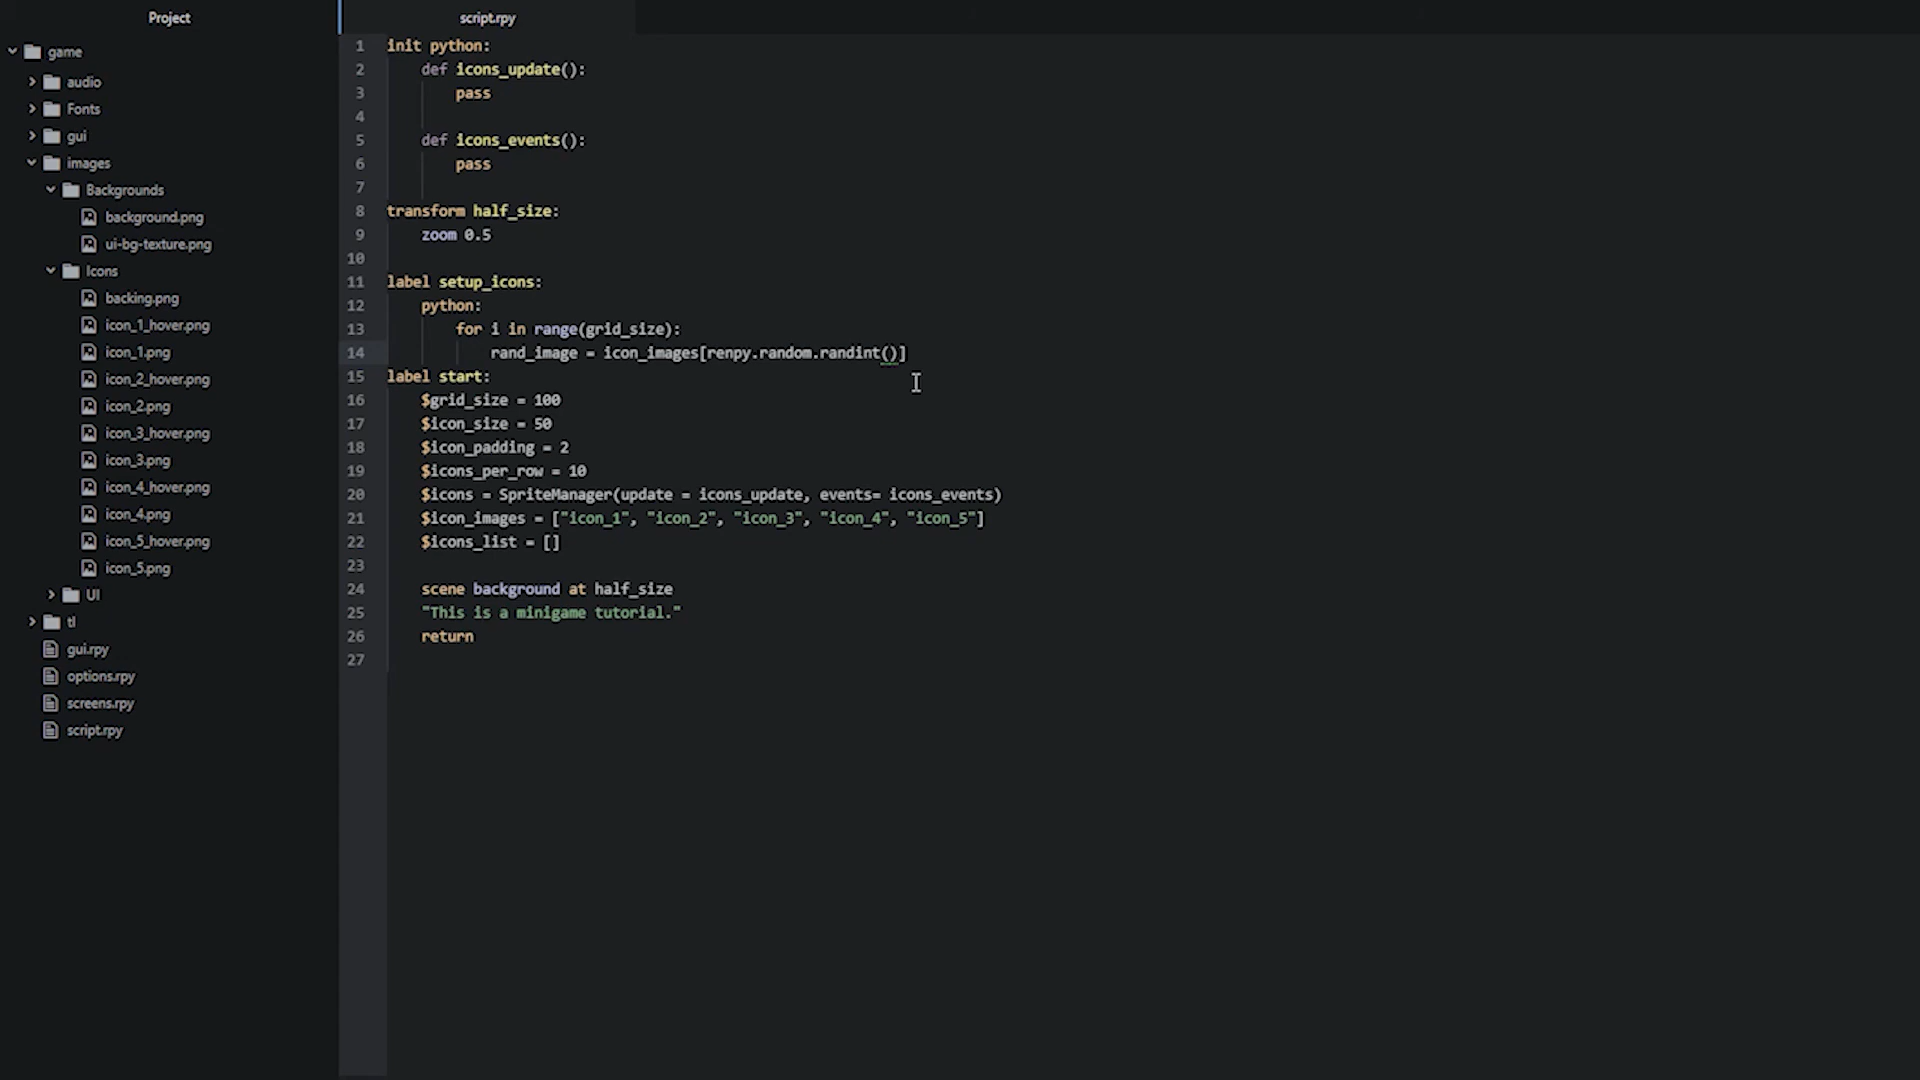 Project
game
audio
Fonts
gui
images
Backgrounds
background.png
ui-bg-texture.png
Icons
backing.png
icon_1_hover.png
icon_1.png
icon_2_hover.png
icon_2.png
icon_3_hover.png
icon_3.png
icon_4_hover.png
icon_4.png
icon_5_hover.png
icon_5.png
UI
tl
gui.rpy
options.rpy
screens.rpy
script.rpy
script.rpy
1 init python:
2 def icons_update():
3 pass
4
5 def icons_events():
6 pass
7
8 transform half_size:
9 zoom 0.5
10
11 label setup_icons:
12 python:
13 for i in range(grid_size):
14 rand_image = icon_images[renpy.random.randint()]
15 label start:
16 $grid_size = 100
17 $icon_size = 50
18 $icon_padding = 2
19 $icons_per_row = 10
20 $icons = SpriteManager(update = icons_update, events= icons_events)
21 $icon_images = ["icon_1", "icon_2", "icon_3", "icon_4", "icon_5"]
22 $icons_list = []
23
24 scene background at half_size
25 "This is a minigame tutorial."
26 return
27